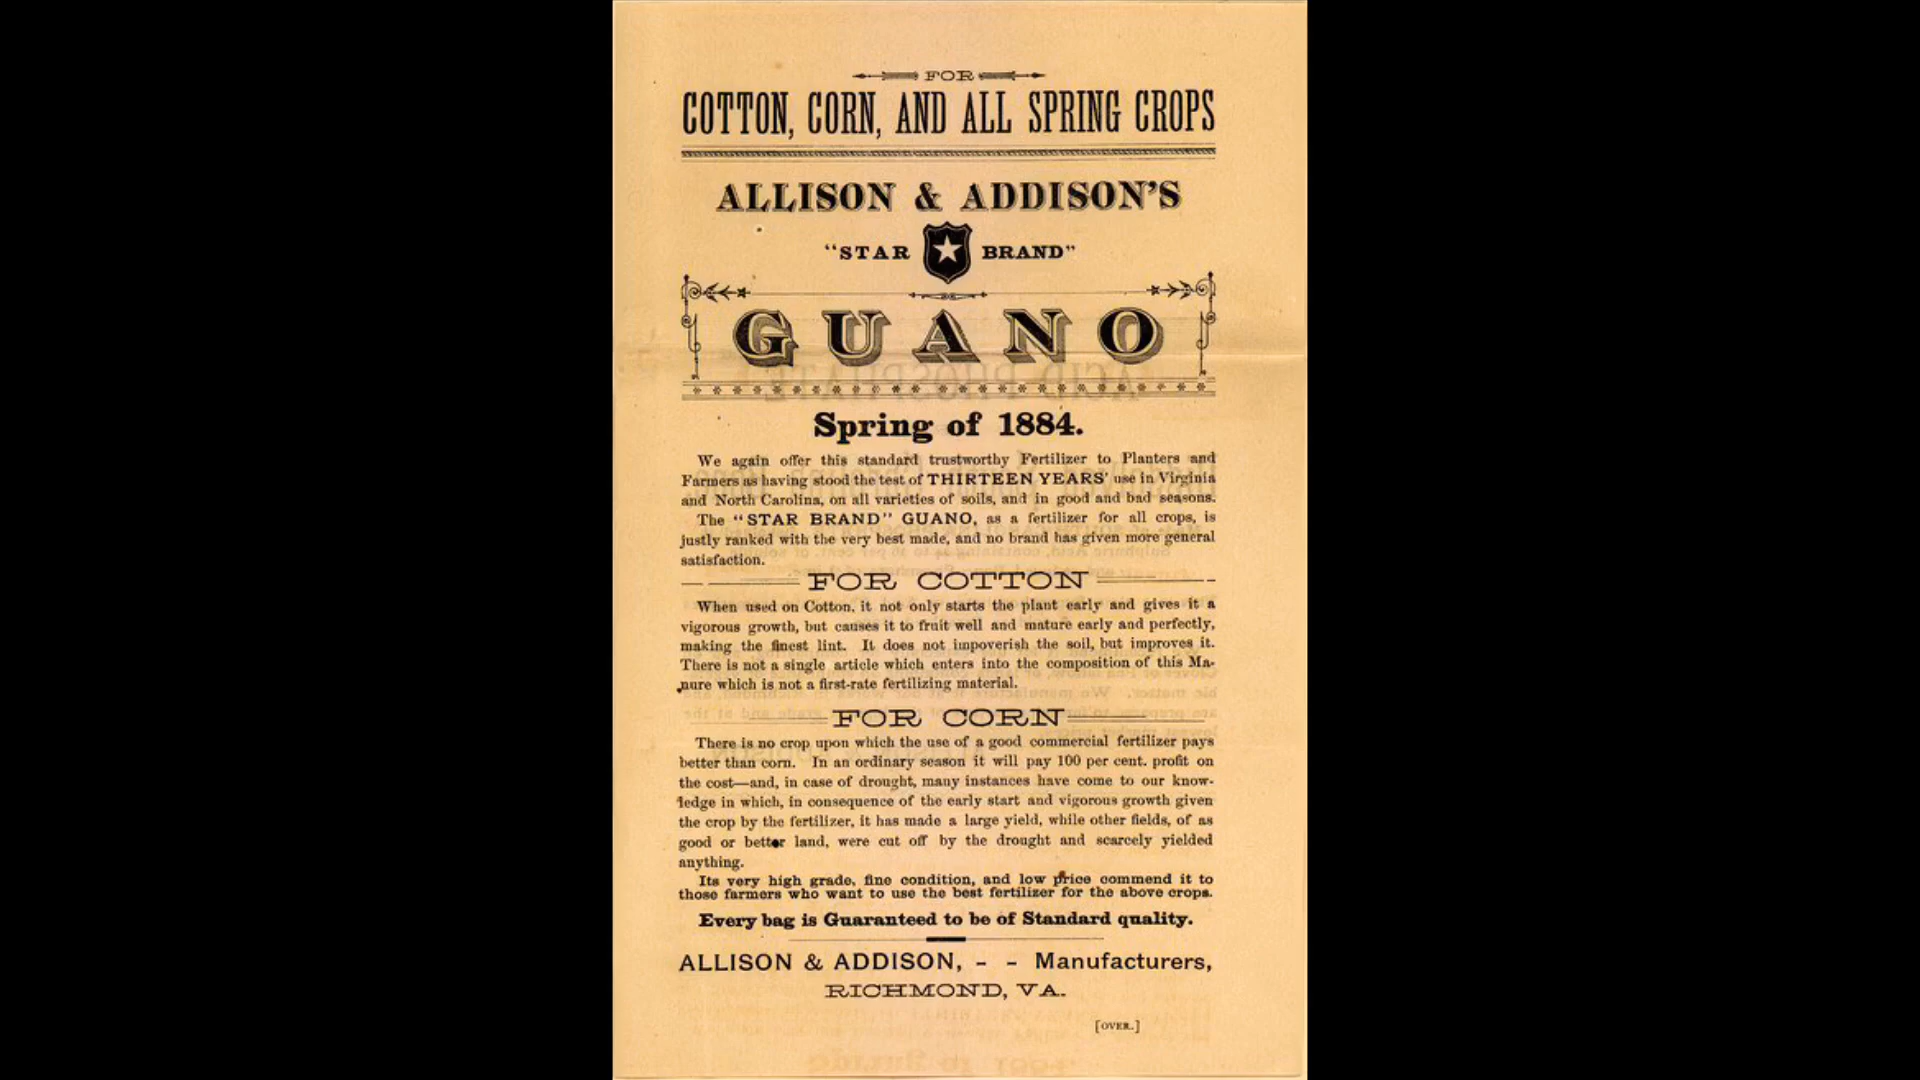 FOR
COTTON, CORN, AND ALL SPRING CROPS
ALLISON & ADDISON'S
"STAR BRAND"
GUANO
Spring of 1884.
We again offer this standard trustworthy Fertilizer to Planters and
Farmers as having stood the test of THIRTEEN YEARS' use in Virginia
and North Carolina, on all varieties of soils, and in good and bad seasons.
The "STAR BRAND" GUANO, as a fertilizer for all crops, is
justly ranked with the very best made, and no brand has given more general
satisfaction.
FOR COTTON
When used on Cotton, it not only starts the plant early and gives it a
vigorous growth, but causes it to fruit well and mature early and perfectly,
making the finest lint. It does not impoverish the soil, but improves it.
There is not a single article which enters into the composition of this Ma-
nure which is not a first-rate fertilizing material.
FOR CORN
There is no crop upon which the use of a good commercial fertilizer pays
better than corn. In an ordinary season it will pay 100 per cent. profit on
the cost—and, in case of drought, many instances have come to our know-
ledge in which, in consequence of the early start and vigorous growth given
the crop by the fertilizer, it has made a large yield, while other fields, of as
good or better land, were cut off by the drought and scarcely yielded
anything.
Its very high grade, fine condition, and low price commend it to
those farmers who want to use the best fertilizer for the above crops.
Every bag is Guaranteed to be of Standard quality.
ALLISON & ADDISON, - - Manufacturers,
RICHMOND, VA.
[OVER.]